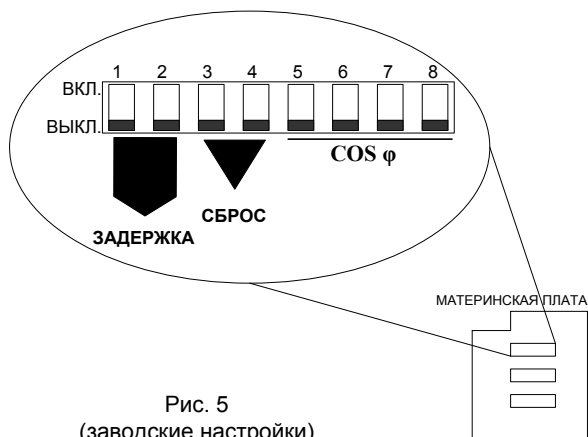 1 2 3 4 5 6 7 8
ВКЛ.
ВЫКЛ.
COS φ
СБРОС
ЗАДЕРЖКА
МАТЕРИНСКАЯ ПЛАТА
Рис. 5
(заводские настройки)